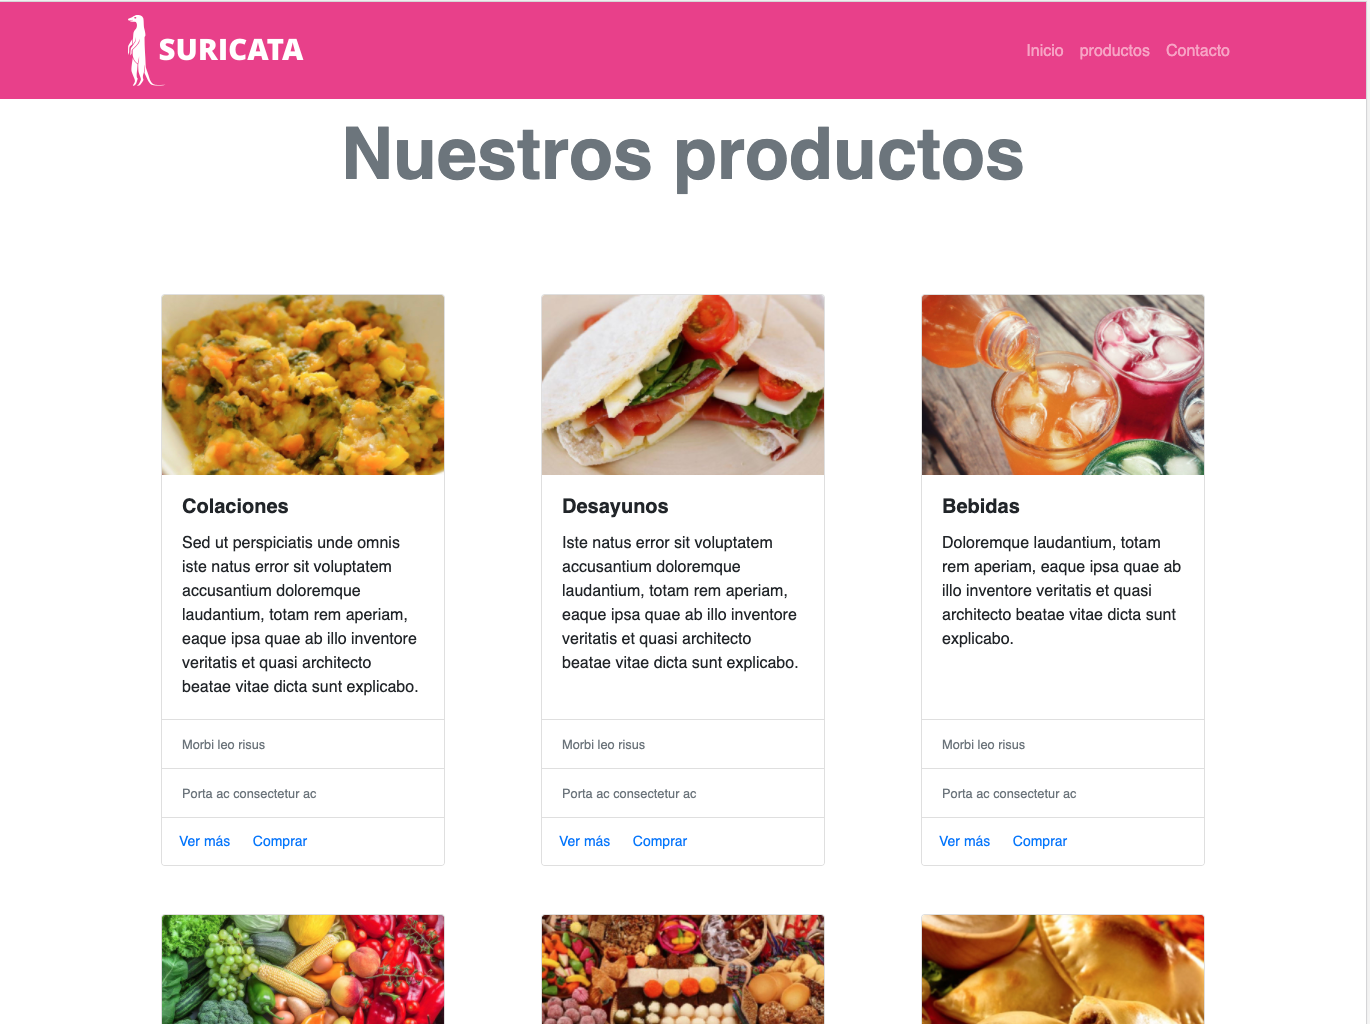 SURICATA
Inicio productos Contacto
Nuestros productos
Colaciones
Sed ut perspiciatis unde omnis
iste natus error sit voluptatem
accusantium doloremque
laudantium, totam rem aperiam,
eaque ipsa quae ab illo inventore
veritatis et quasi architecto
beatae vitae dicta sunt explicabo.
Morbi leo risus
Porta ac consectetur ac
Ver más Comprar
Desayunos
Iste natus error sit voluptatem
accusantium doloremque
laudantium, totam rem aperiam,
eaque ipsa quae ab illo inventore
veritatis et quasi architecto
beatae vitae dicta sunt explicabo.
Morbi leo risus
Porta ac consectetur ac
Ver más Comprar
Bebidas
Doloremque laudantium, totam
rem aperiam, eaque ipsa quae ab
illo inventore veritatis et quasi
architecto beatae vitae dicta sunt
explicabo.
Morbi leo risus
Porta ac consectetur ac
Ver más Comprar